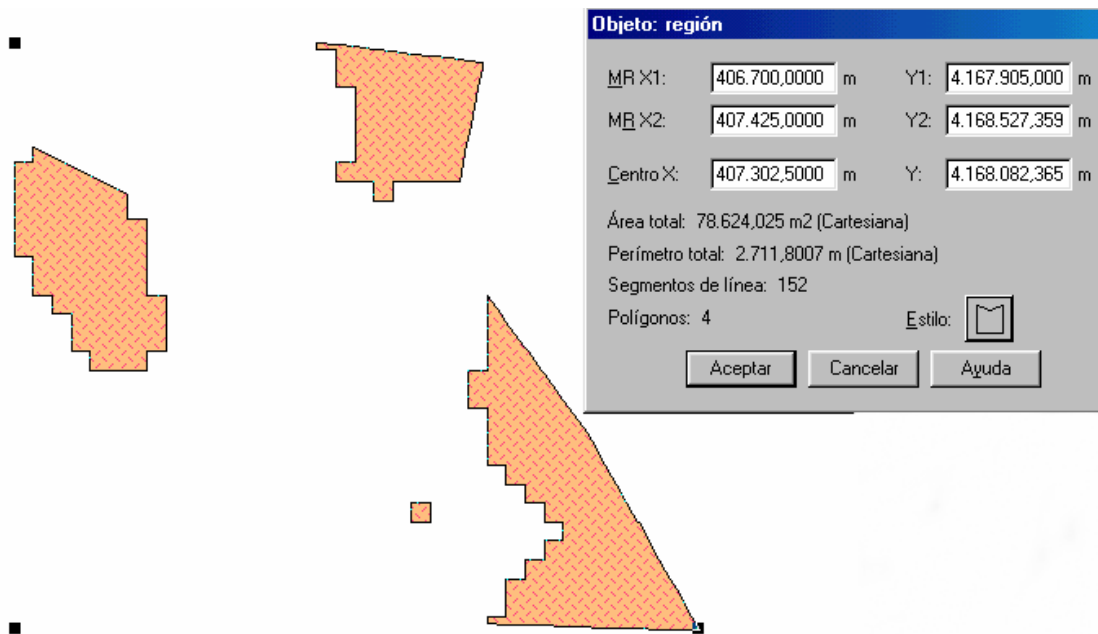 Objeto: región
MR X1: 406.700,0000 m Y1: 4.167.905,000 m
MR X2: 407.425,0000 m Y2: 4.168.527,359 m
Centro X: 407.302,5000 m Y: 4.168.082,365 m
Área total: 78.624,025 m2 (Cartesiana)
Perímetro total: 2.711,8007 m (Cartesiana)
Segmentos de línea: 152
Polígonos: 4 Estilo:
Aceptar Cancelar Ayuda